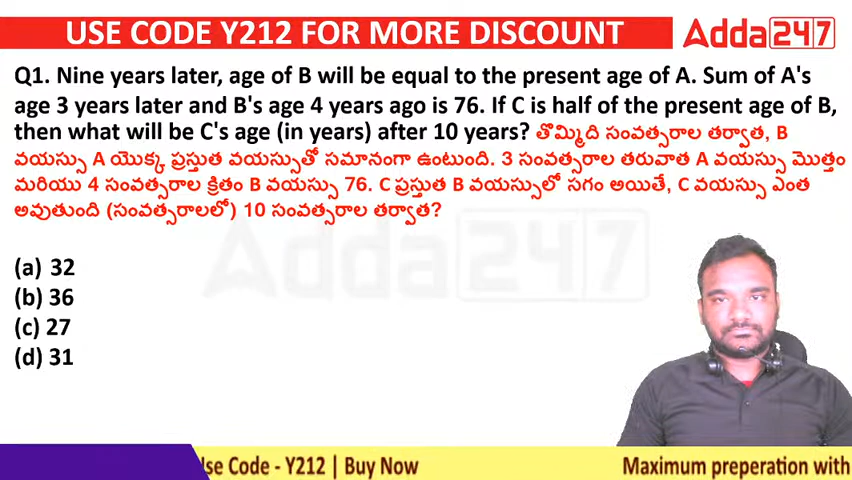 USE CODE Y212 FOR MORE DISCOUNT
Adda247
Q1. Nine years later, age of B will be equal to the present age of A. Sum of A's
age 3 years later and B's age 4 years ago is 76. If C is half of the present age of B,
then what will be C's age (in years) after 10 years? తొమ్మిది సంవత్సరాల తర్వాత, B
వయస్సు A యొక్క ప్రస్తుత వయస్సుతో సమానంగా ఉంటుంది. 3 సంవత్సరాల తరువాత A వయస్సు మొత్తం
మరియు 4 సంవత్సరాల క్రితం B వయస్సు 76. C ప్రస్తుత B వయస్సులో సగం అయితే, C వయస్సు ఎంత
అవుతుంది (సంవత్సరాలలో) 10 సంవత్సరాల తర్వాత?
Adda247
(a) 32
(b) 36
(c) 27
(d) 31
Use Code - Y212 | Buy Now
Maximum preperation with